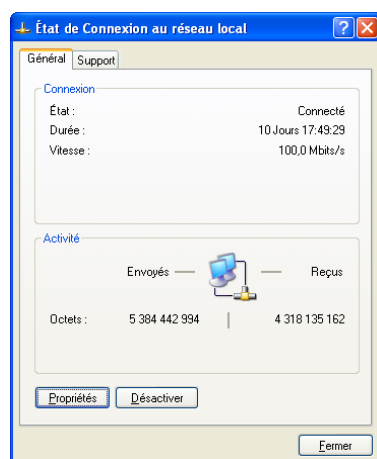 État de Connexion au réseau local
Général Support
Connexion
État : Connecté
Durée : 10 Jours 17:49:29
Vitesse : 100,0 Mbits/s
Activité
Envoyés — — Reçus
Octets : 5 384 442 994 | 4 318 135 162
Propriétés Désactiver
Fermer